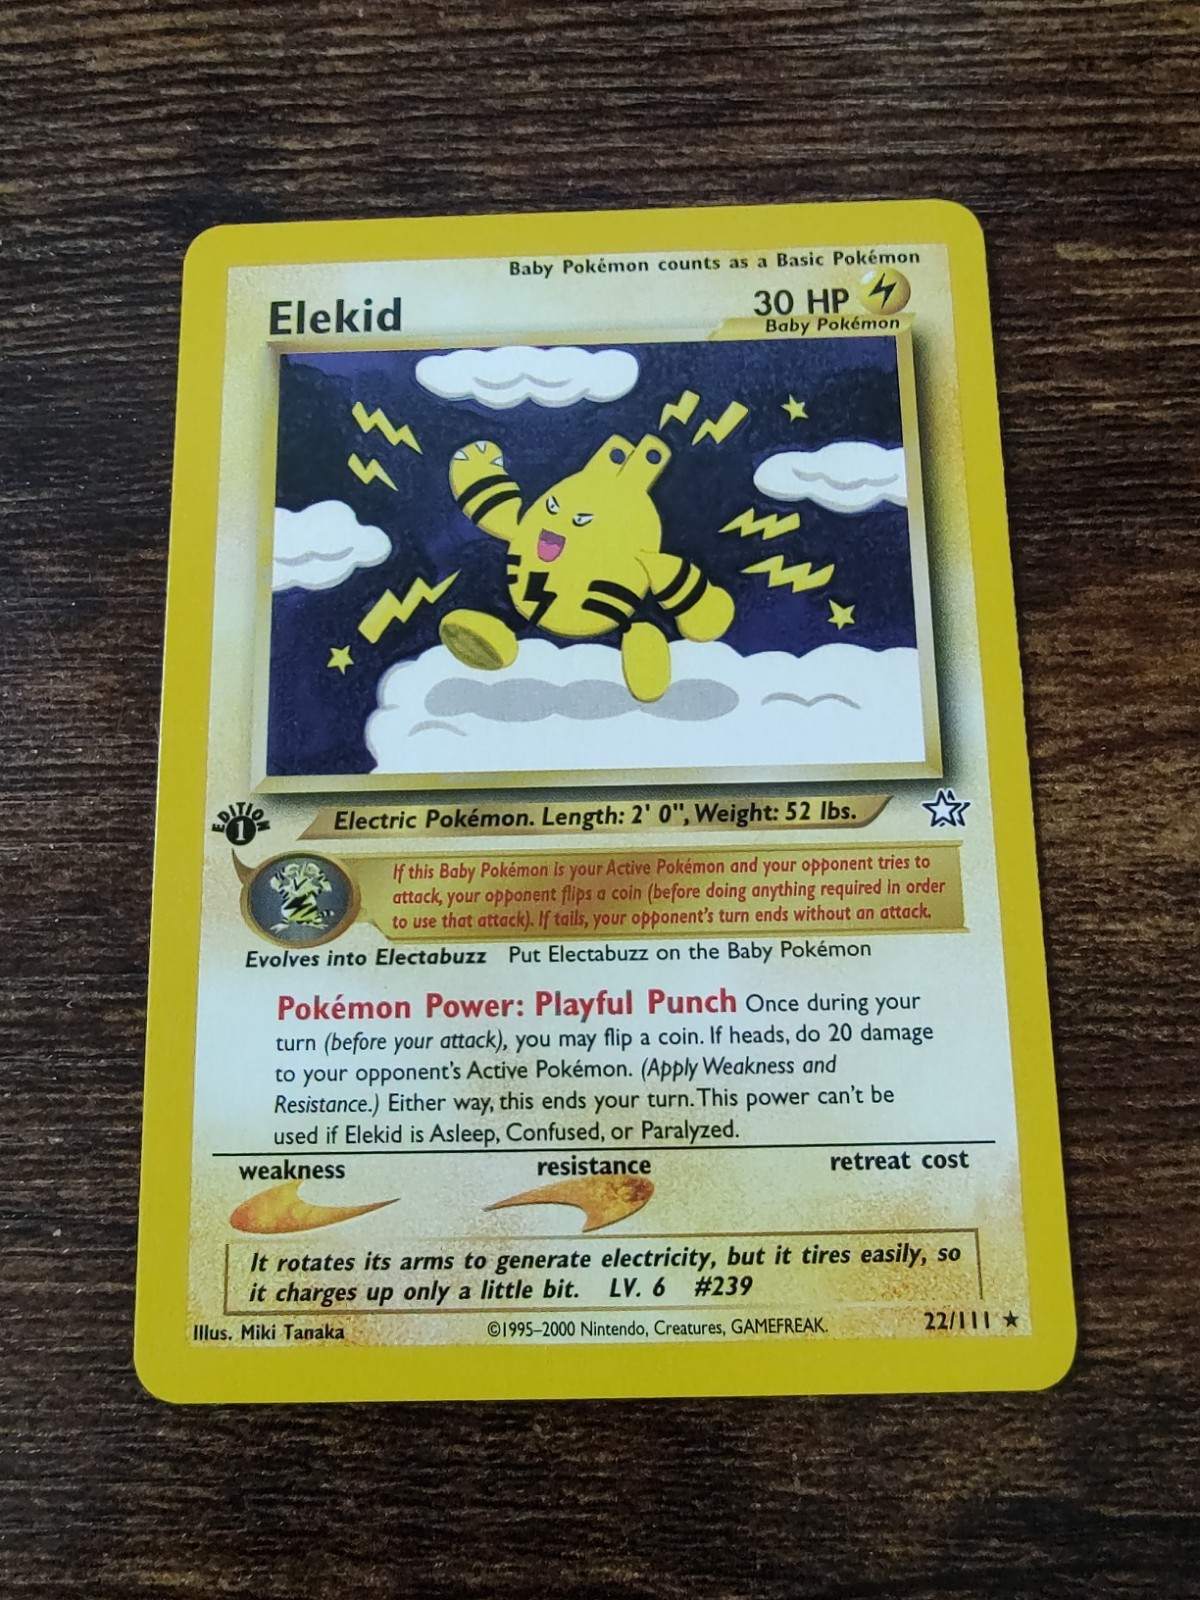 Baby Pokémon counts as a Basic Pokémon
Elekid
30 HP
Baby Pokémon
EDITION
1
Electric Pokémon. Length: 2' 0", Weight: 52 lbs.
If this Baby Pokémon is your Active Pokémon and your opponent tries to
attack, your opponent flips a coin (before doing anything required in order
to use that attack). If tails, your opponent's turn ends without an attack.
Evolves into Electabuzz Put Electabuzz on the Baby Pokémon
Pokémon Power: Playful Punch Once during your
turn (before your attack), you may flip a coin. If heads, do 20 damage
to your opponent's Active Pokémon. (Apply Weakness and
Resistance.) Either way, this ends your turn. This power can't be
used if Elekid is Asleep, Confused, or Paralyzed.
weakness resistance retreat cost
It rotates its arms to generate electricity, but it tires easily, so
it charges up only a little bit. LV. 6 #239
Illus. Miki Tanaka ©1995–2000 Nintendo, Creatures, GAMEFREAK. 22/111 ★